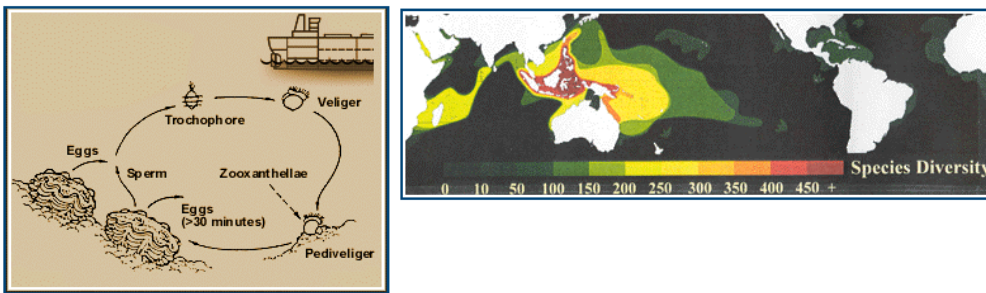 Veliger
Trochophore
Eggs
Sperm
Zooxanthellae
Eggs
(>30 minutes)
Pediveliger
Species Diversity
0 10 50 100 150 200 250 300 350 400 450 +